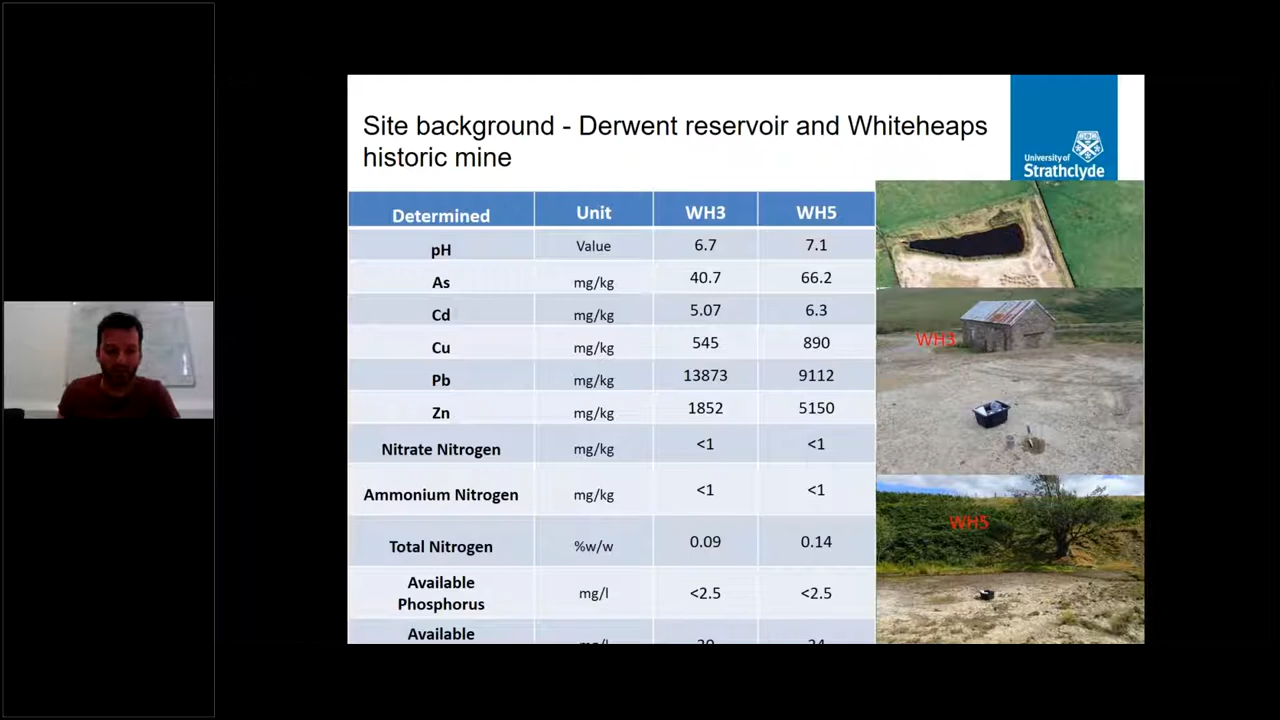 Site background - Derwent reservoir and Whiteheaps
historic mine
University of
Strathclyde
Determined Unit WH3 WH5
pH Value 6.7 7.1
As mg/kg 40.7 66.2
Cd mg/kg 5.07 6.3
Cu mg/kg 545 890
Pb mg/kg 13873 9112
Zn mg/kg 1852 5150
Nitrate Nitrogen mg/kg <1 <1
Ammonium Nitrogen mg/kg <1 <1
Total Nitrogen %w/w 0.09 0.14
Available
Phosphorus mg/l <2.5 <2.5
Available
WH3
WH5